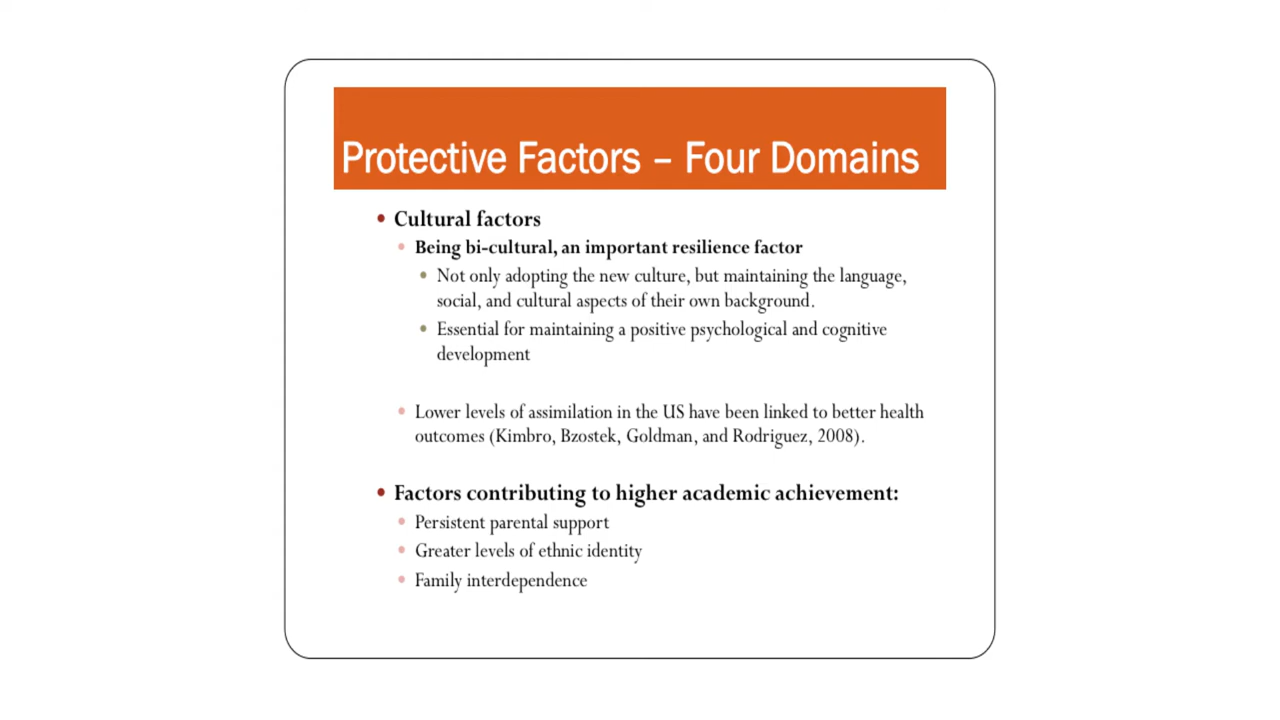 Protective Factors – Four Domains
• Cultural factors
• Being bi-cultural, an important resilience factor
• Not only adopting the new culture, but maintaining the language,
social, and cultural aspects of their own background.
• Essential for maintaining a positive psychological and cognitive
development
• Lower levels of assimilation in the US have been linked to better health
outcomes (Kimbro, Bzostek, Goldman, and Rodriguez, 2008).
• Factors contributing to higher academic achievement:
• Persistent parental support
• Greater levels of ethnic identity
• Family interdependence